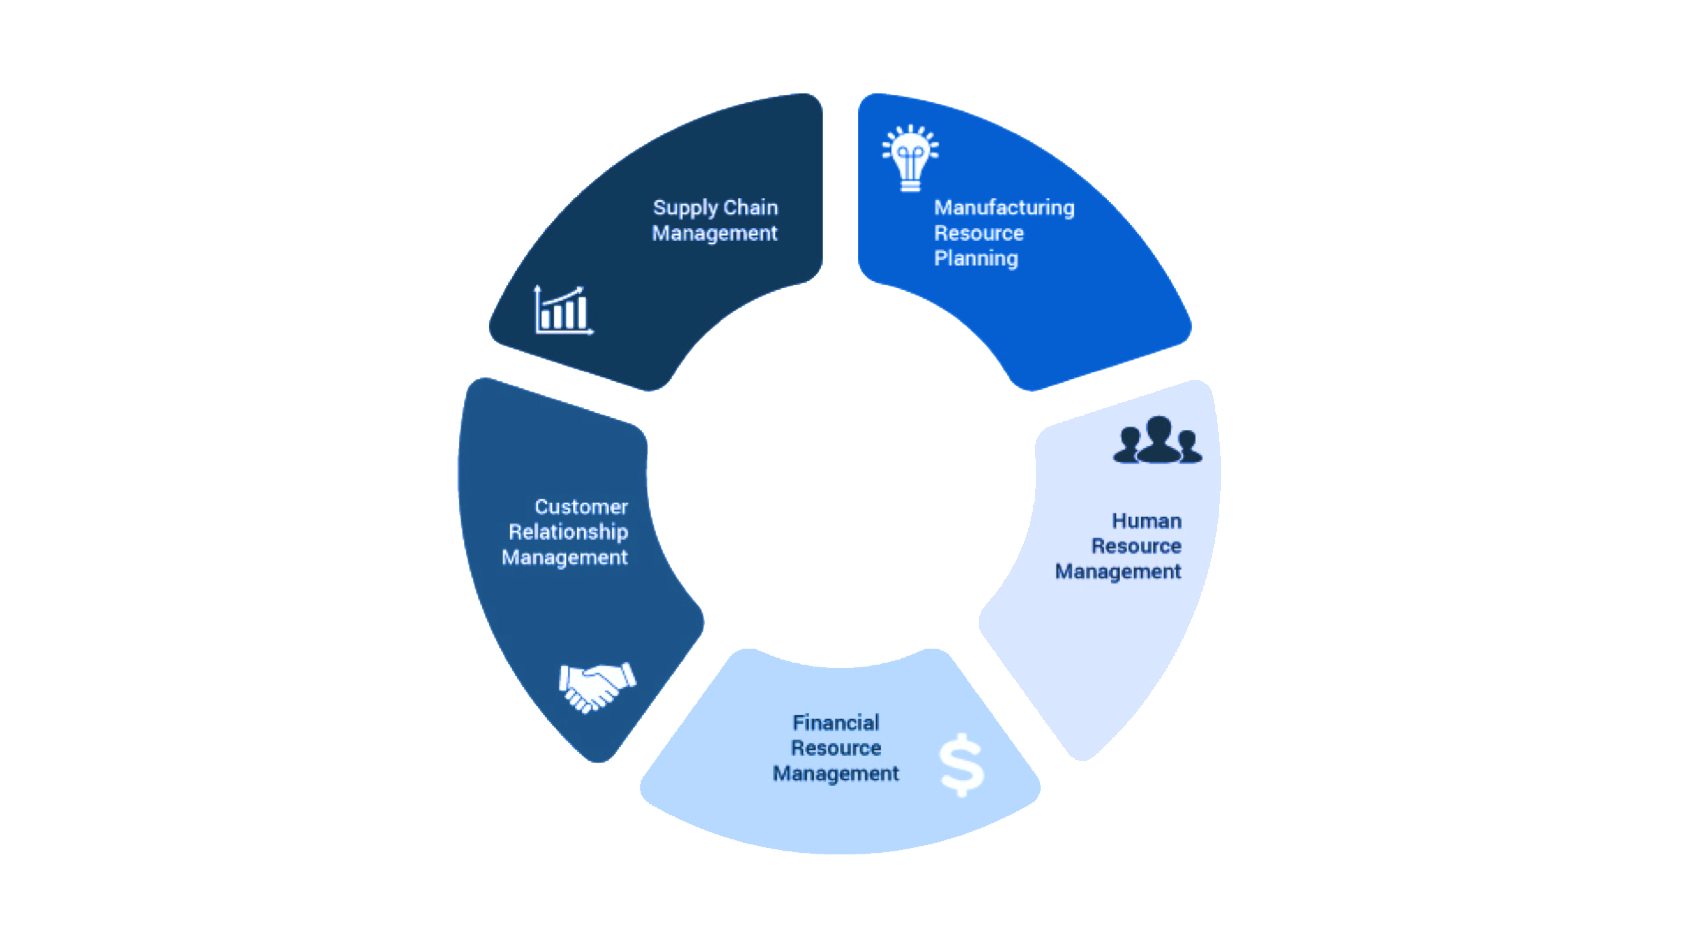 Supply Chain
Management
Manufacturing
Resource
Planning
Customer
Relationship
Management
Human
Resource
Management
Financial
Resource
Management